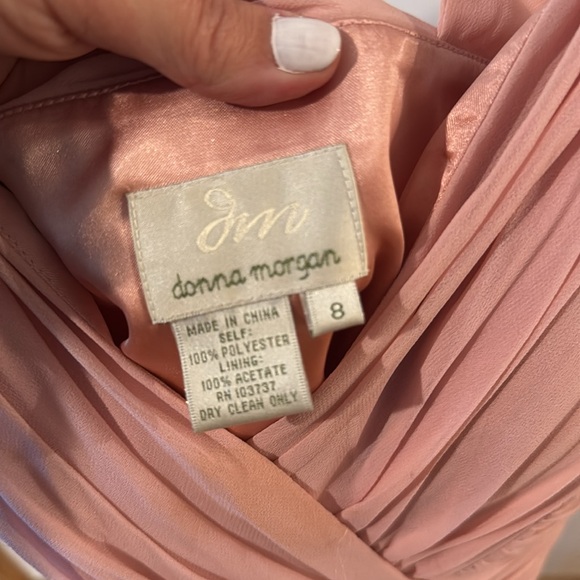 dm
donna morgan
8
MADE IN CHINA
SELF:
100% POLYESTER
LINING:
100% ACETATE
RN 103737
DRY CLEAN ONLY